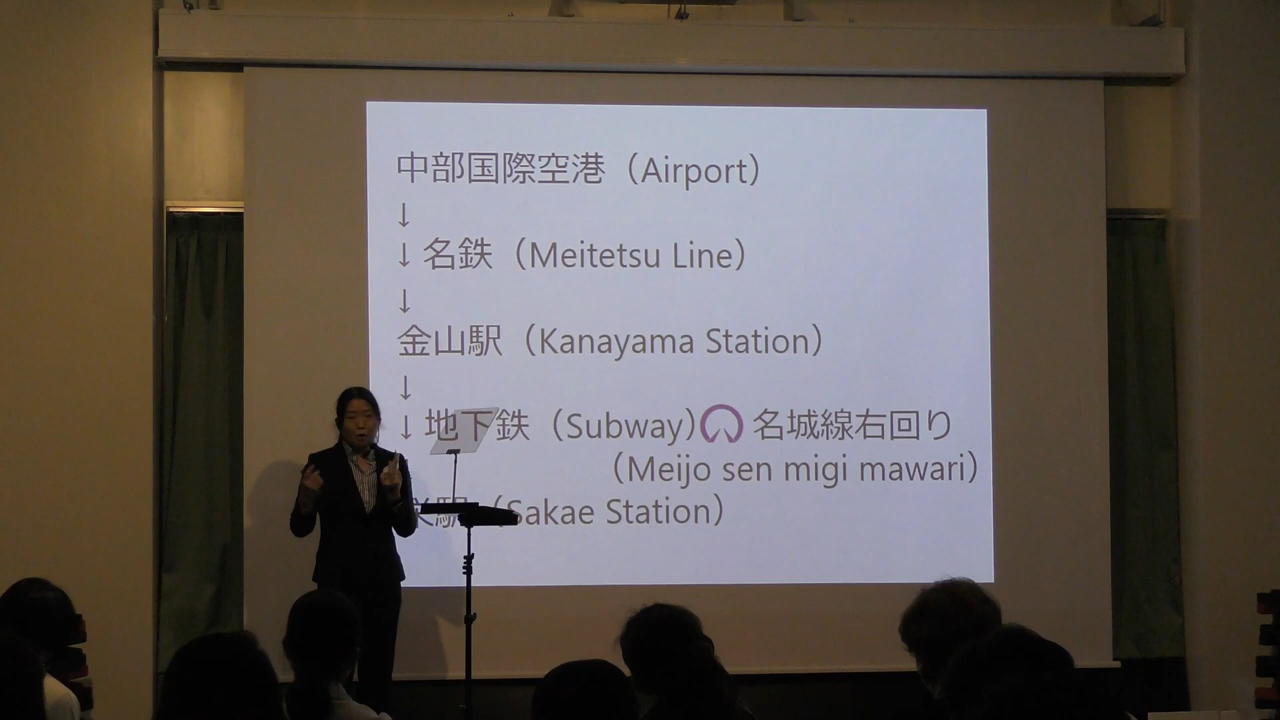 中部国際空港（Airport）
↓
↓ 名鉄（Meitetsu Line）
↓
金山駅（Kanayama Station）
↓
↓ 地下鉄（Subway) 名城線右回り
（Meijo sen migi mawari）
駅（Sakae Station）